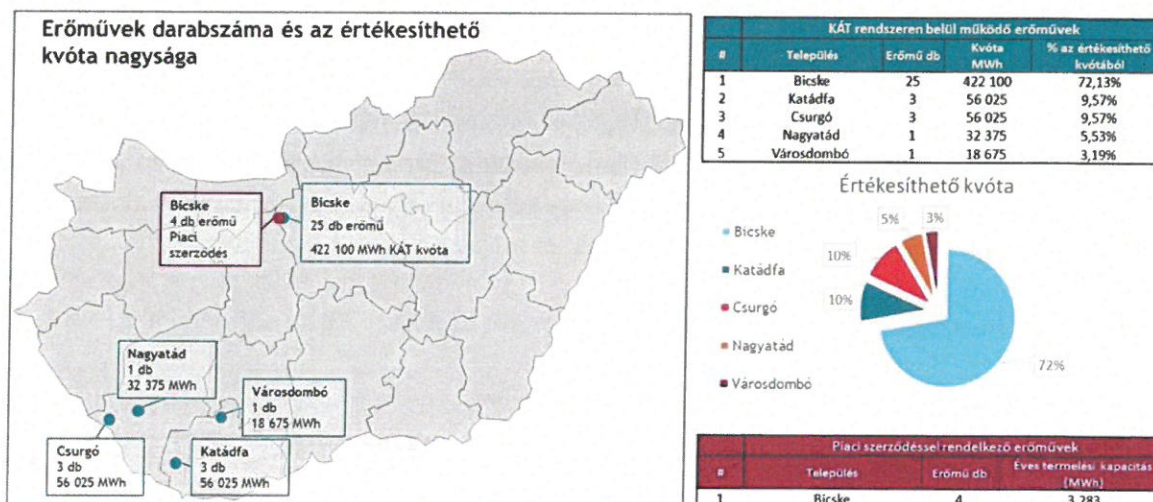 Erőművek darabszáma és az értékesíthető
kvóta nagysága
Bicske
4 db erőmű
Piaci
szerződés
Bicske
25 db erőmű
422 100 MWh KÁT kvóta
Nagyatád
1 db
32 375 MWh
Városdombó
1 db
18 675 MWh
Csurgó
3 db
56 025 MWh
Katádfa
3 db
56 025 MWh
KÁT rendszeren belül működő erőművek
# Település Erőmű db Kvóta MWh % az értékesíthető kvótából
1 Bicske 25 422 100 72,13%
2 Katádfa 3 56 025 9,57%
3 Csurgó 3 56 025 9,57%
4 Nagyatád 1 32 375 5,53%
5 Városdombó 1 18 675 3,19%
Értékesíthető kvóta
Bicske
Katádfa
Csurgó
Nagyatád
Városdombó
5%
3%
10%
10%
72%
Piaci szerződéssel rendelkező erőművek
# Település Erőmű db Éves termelési kapacitás (MWh)
1 Bicske 4 3 283